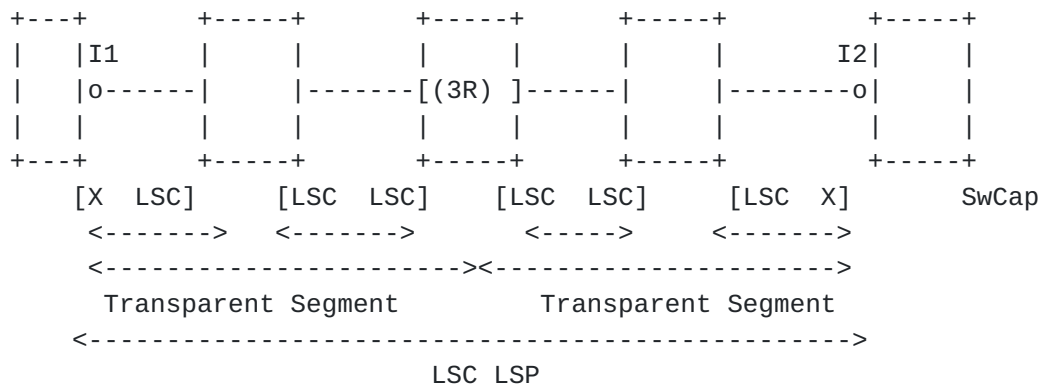 +---+       +-----+       +-----+      +-----+         +-----+
|   |I1     |     |       |     |      |     |       I2|     |
|   |o------|     |-------[(3R) ]------|     |--------o|     |
|   |       |     |       |     |      |     |         |     |
+---+       +-----+       +-----+      +-----+         +-----+
    [X  LSC]     [LSC  LSC]    [LSC  LSC]     [LSC  X]       SwCap
     <------->   <------->       <----->     <------->
     <-----------------------><---------------------->
      Transparent Segment         Transparent Segment
    <------------------------------------------------->
                           LSC LSP